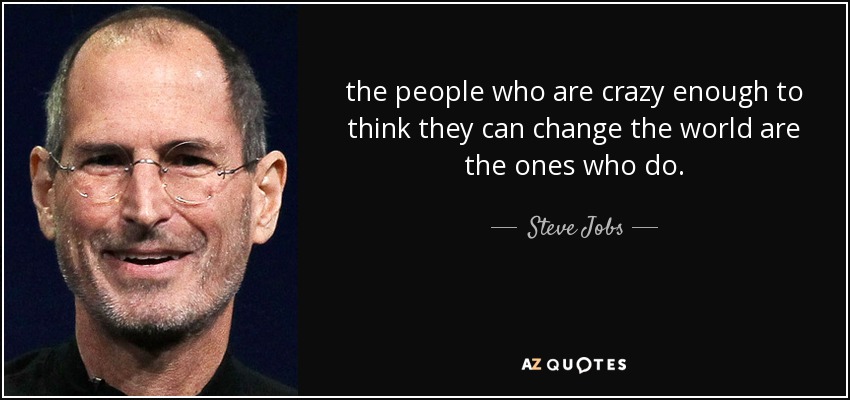 the people who are crazy enough to
think they can change the world are
the ones who do.
— Steve Jobs —
AZ QUOTES